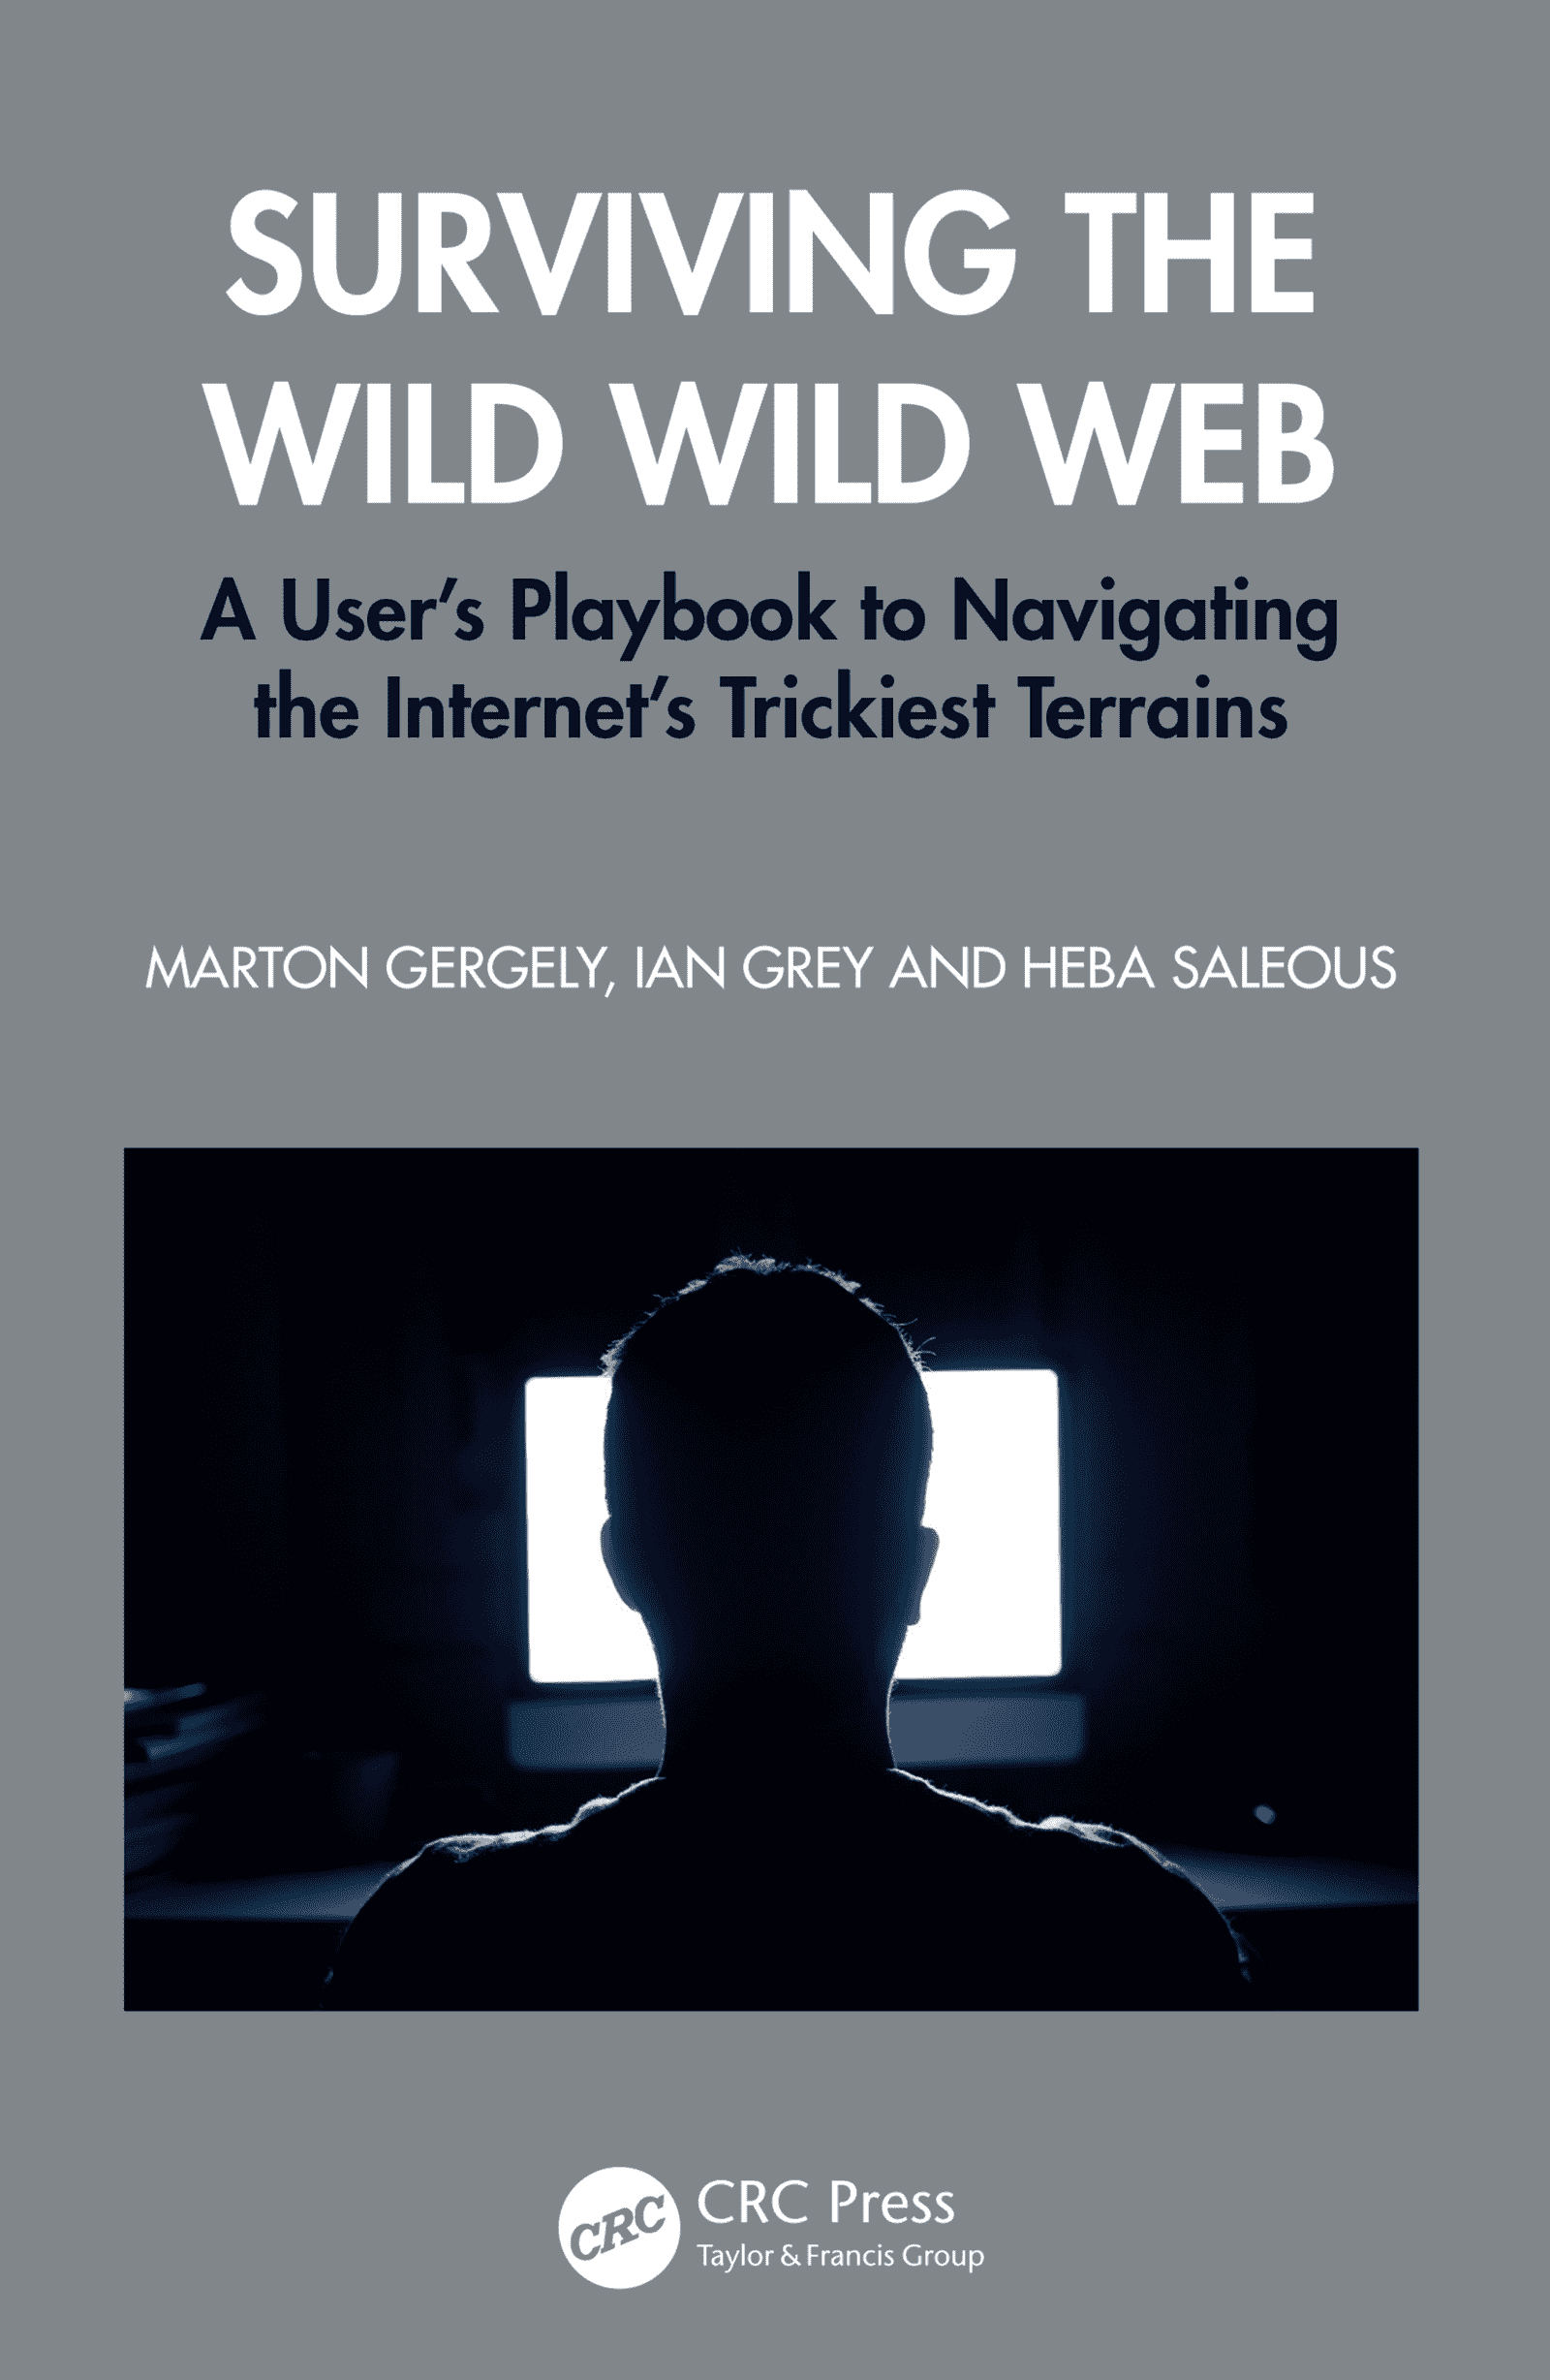 SURVIVING THE
WILD WILD WEB
A User's Playbook to Navigating
the Internet's Trickiest Terrains
MARTON GERGELY, IAN GREY AND HEBA SALEOUS
CRC
CRC Press
Taylor & Francis Group